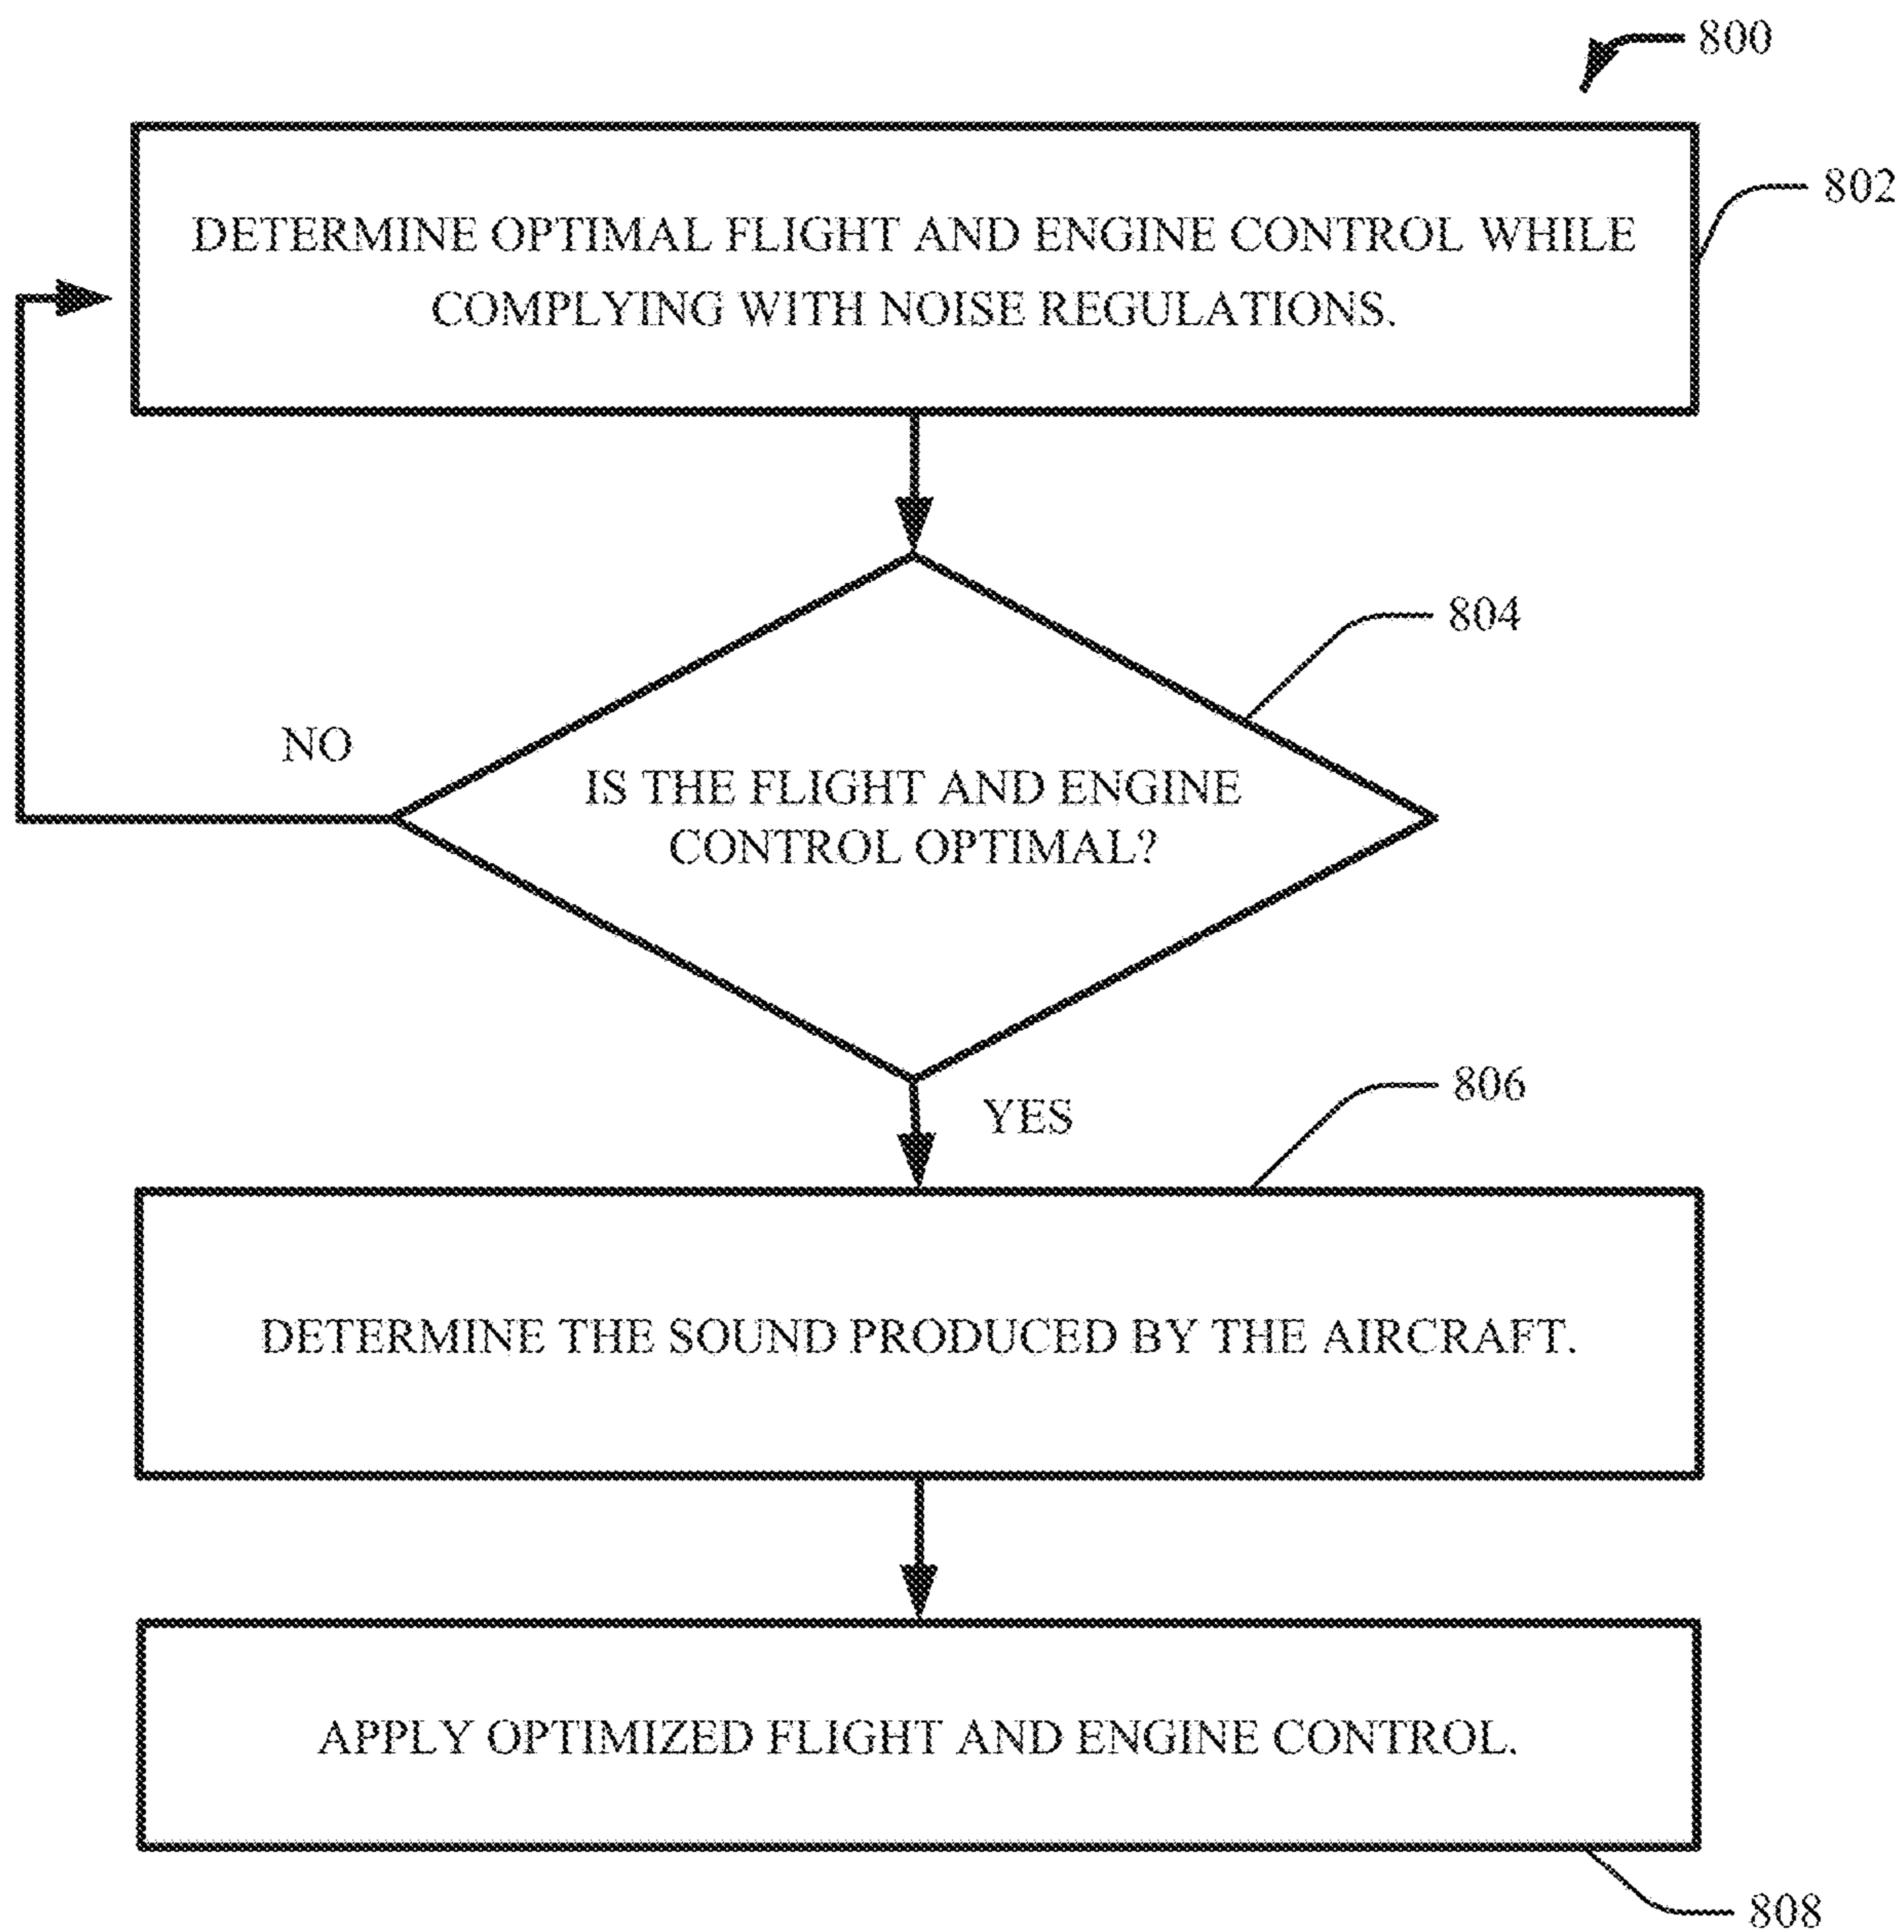 800
802
DETERMINE OPTIMAL FLIGHT AND ENGINE CONTROL WHILE
COMPLYING WITH NOISE REGULATIONS.
804
NO
IS THE FLIGHT AND ENGINE
CONTROL OPTIMAL?
806
YES
DETERMINE THE SOUND PRODUCED BY THE AIRCRAFT.
APPLY OPTIMIZED FLIGHT AND ENGINE CONTROL.
808